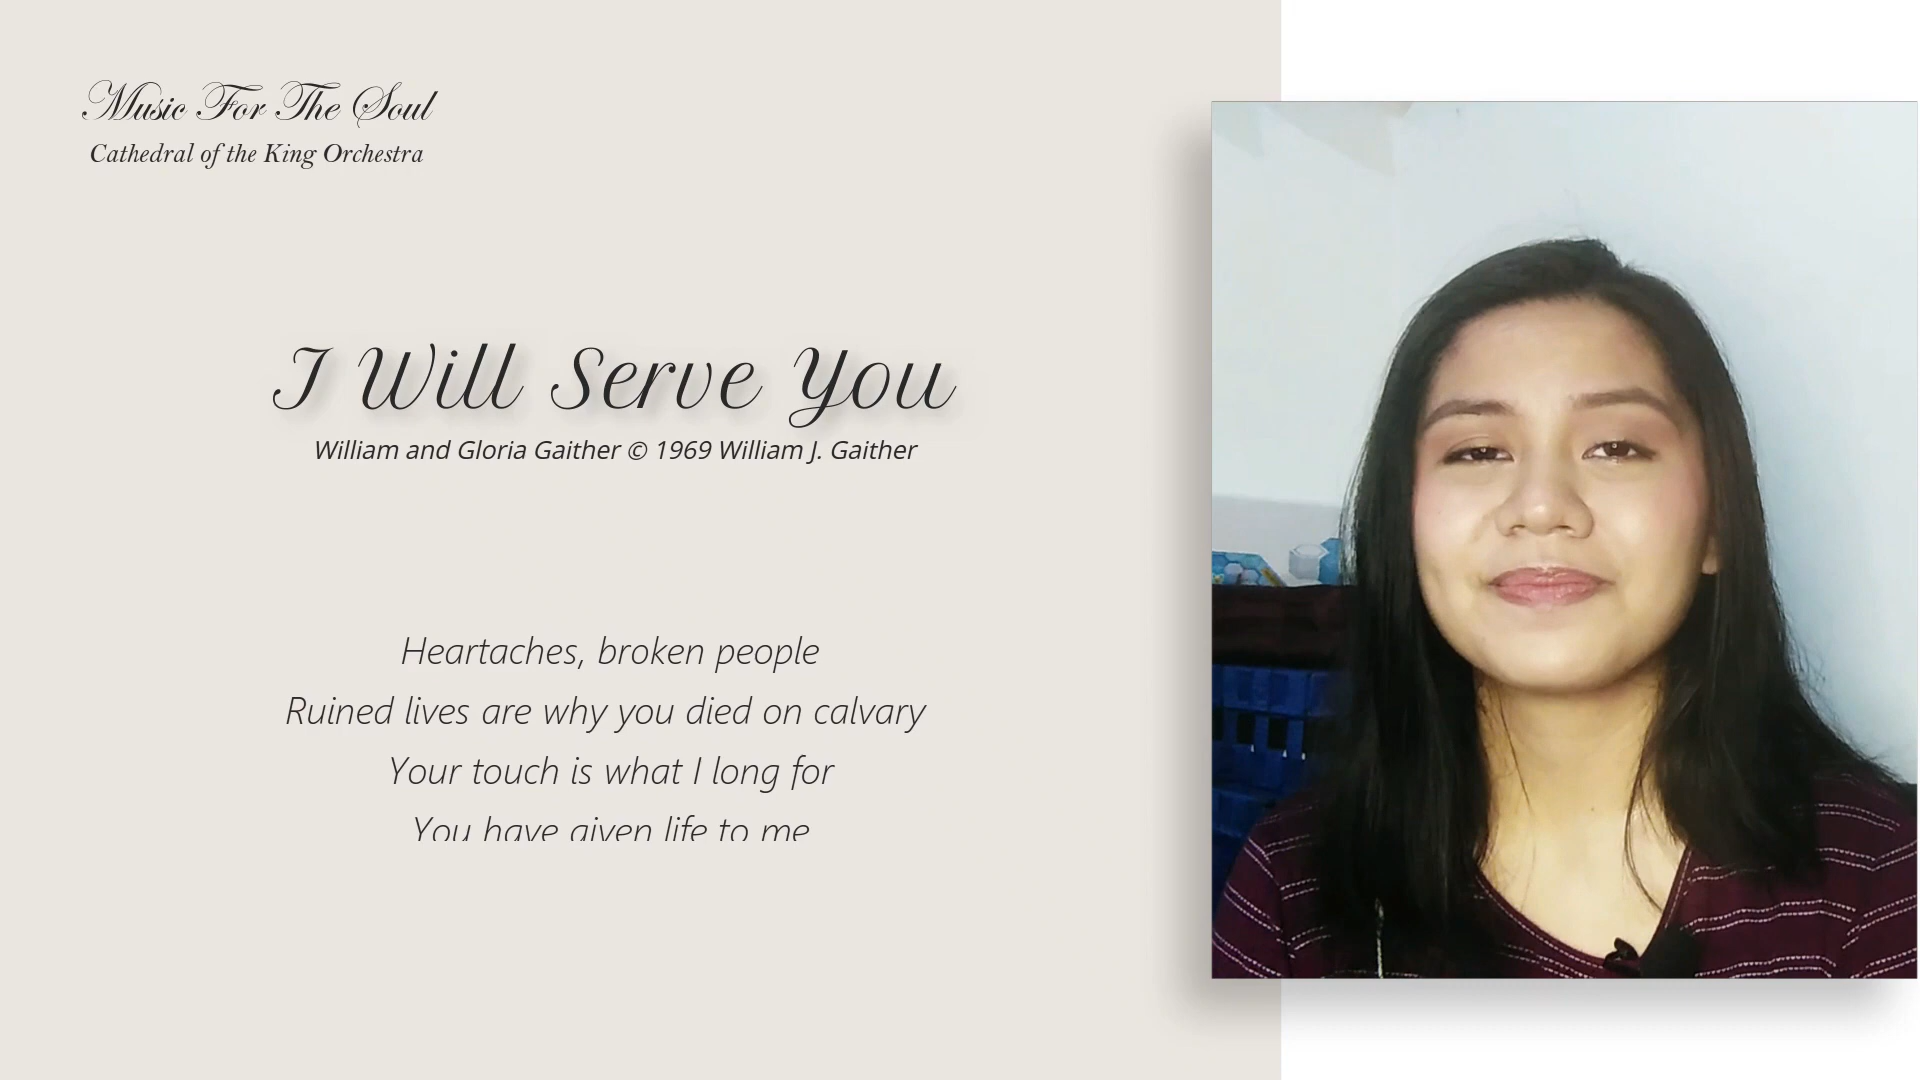 Music For The Soul
Cathedral of the King Orchestra
I Will Serve You
William and Gloria Gaither © 1969 William J. Gaither
Heartaches, broken people
Ruined lives are why you died on calvary
Your touch is what I long for
You have given life to me